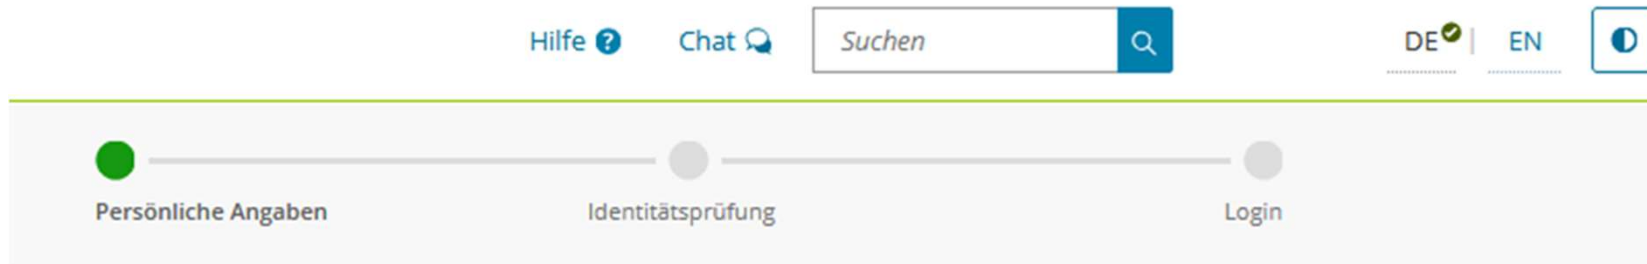 Hilfe Chat Suchen DE | EN
Persönliche Angaben Identitätsprüfung Login